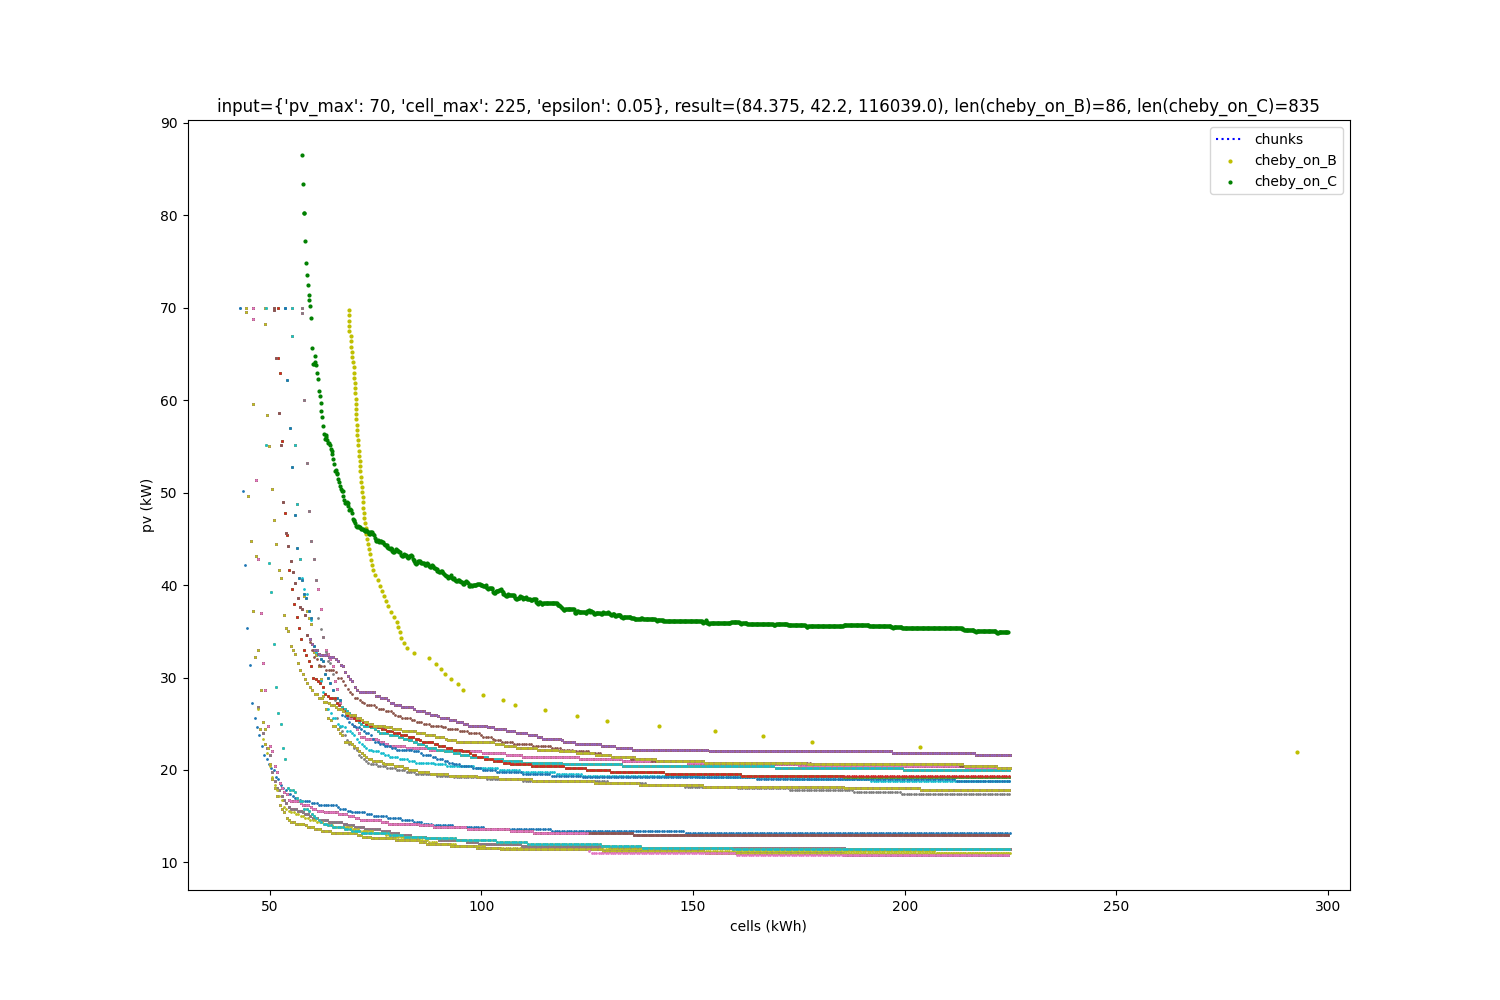 input={'pv_max': 70, 'cell_max': 225, 'epsilon': 0.05}, result=(84.375, 42.2, 116039.0), len(cheby_on_B)=86, len(cheby_on_C)=835
chunks
cheby_on_B
cheby_on_C
90
80
70
60
50
40
30
20
10
pv (kW)
50 100 150 200 250 300
cells (kWh)